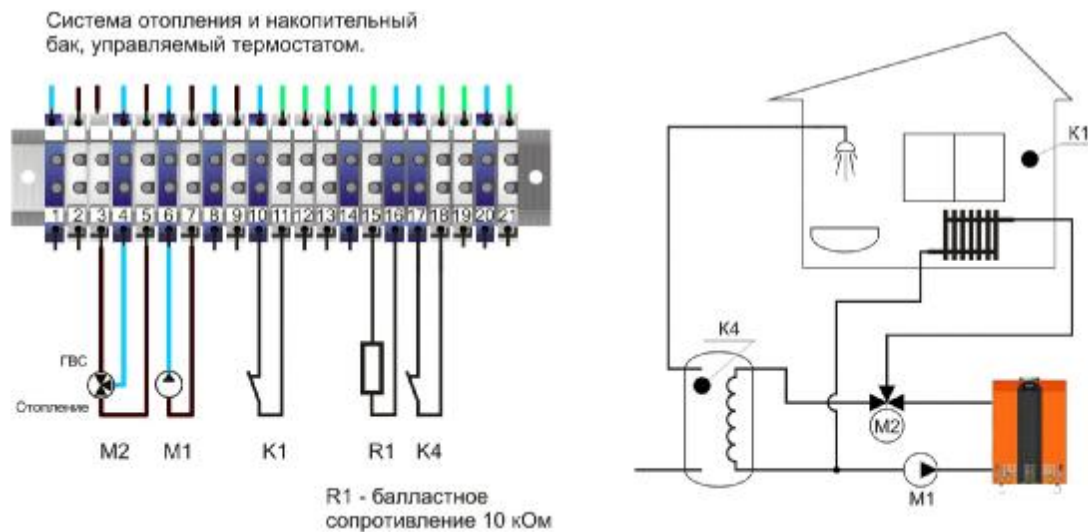 Система отопления и накопительный
бак, управляемый термостатом.
1 2 3 4 5 6 7 8 9 10 11 12 13 14 15 16 17 18 19 20 21
ГВС
Отопление
M2 M1 K1 R1 K4
R1 - балластное
сопротивление 10 кОм
K1
K4
M2
M1